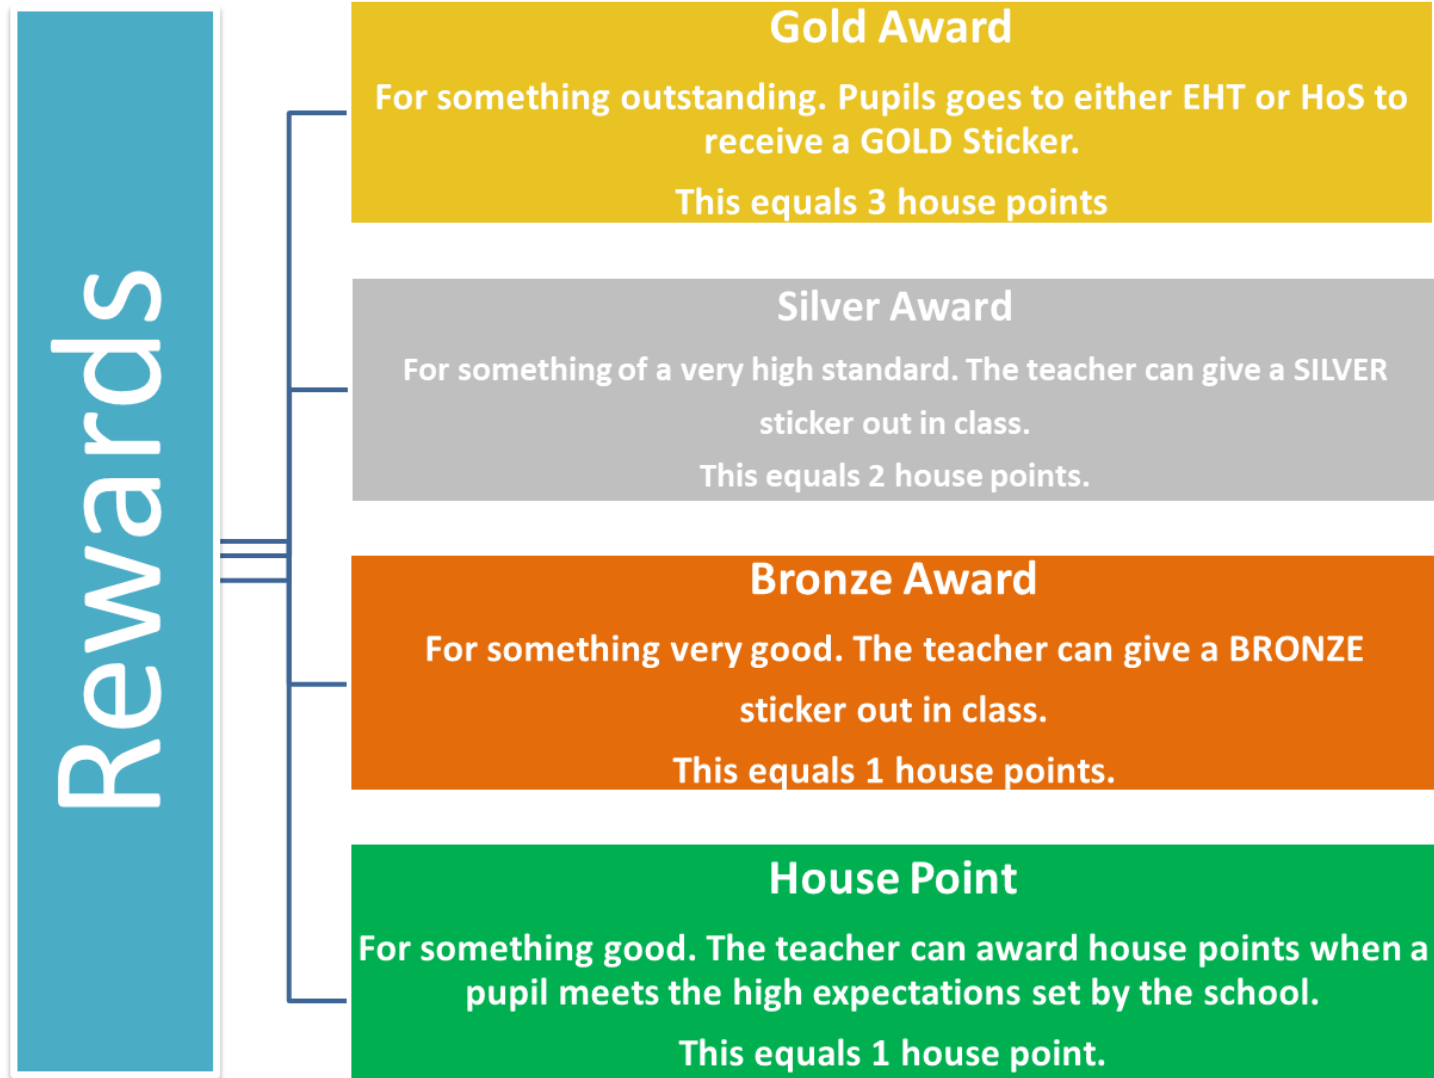 Rewards
Gold Award
For something outstanding. Pupils goes to either EHT or HoS to
receive a GOLD Sticker.
This equals 3 house points
Silver Award
For something of a very high standard. The teacher can give a SILVER
sticker out in class.
This equals 2 house points.
Bronze Award
For something very good. The teacher can give a BRONZE
sticker out in class.
This equals 1 house points.
House Point
For something good. The teacher can award house points when a
pupil meets the high expectations set by the school.
This equals 1 house point.